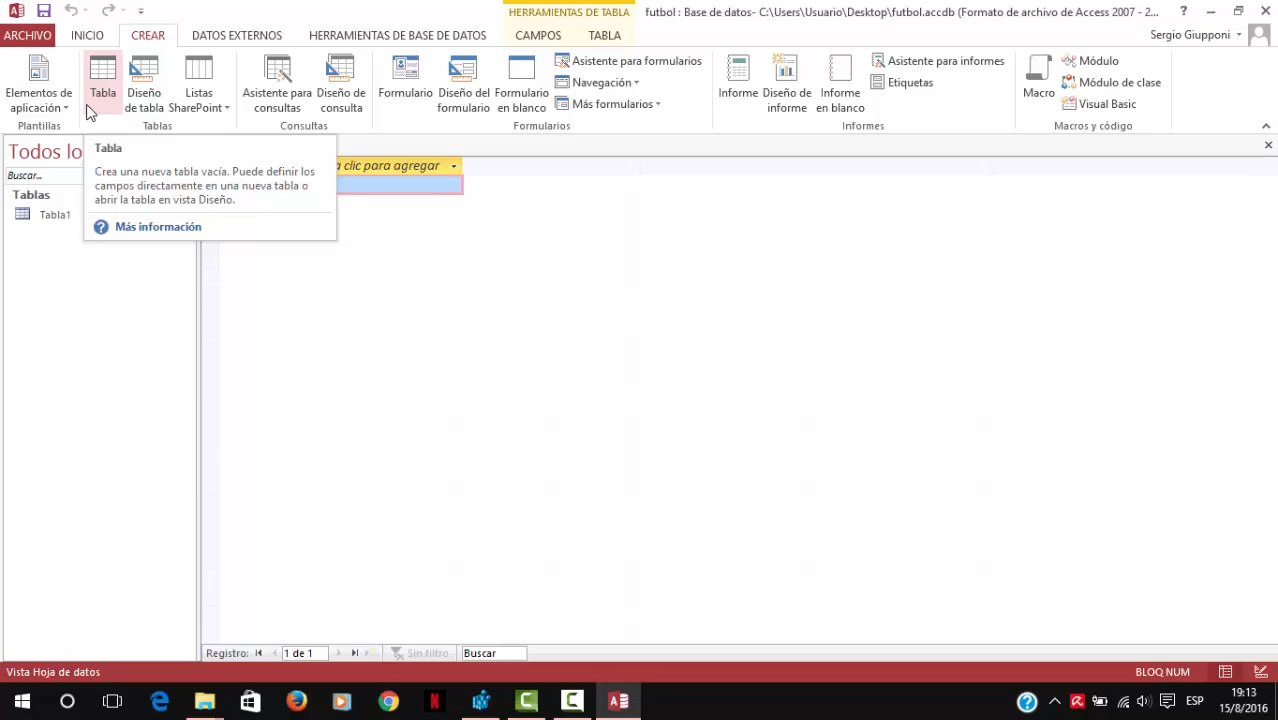 HERRAMIENTAS DE TABLA
futbol : Base de datos- C:\Users\Usuario\Desktop\futbol.accdb (Formato de archivo de Access 2007 - 2...
ARCHIVO INICIO CREAR DATOS EXTERNOS HERRAMIENTAS DE BASE DE DATOS CAMPOS TABLA
Sergio Giupponi
Elementos de aplicación
Tabla
Diseño de tabla
Listas SharePoint
Asistente para consultas
Diseño de consulta
Formulario
Diseño del formulario
Formulario en blanco
Asistente para formularios
Navegación
Más formularios
Informe
Diseño de informe
Informe en blanco
Asistente para informes
Etiquetas
Macro
Módulo
Módulo de clase
Visual Basic
Plantillas Tablas Consultas Formularios Informes Macros y código
Todos lo
Buscar...
Tablas
Tabla1
Tabla
Crea una nueva tabla vacía. Puede definir los
campos directamente en una nueva tabla o
abrir la tabla en vista Diseño.
Más información
a clic para agregar
Registro: 1 de 1 Sin filtro Buscar
Vista Hoja de datos
BLOQ NUM
ESP
19:13
15/8/2016